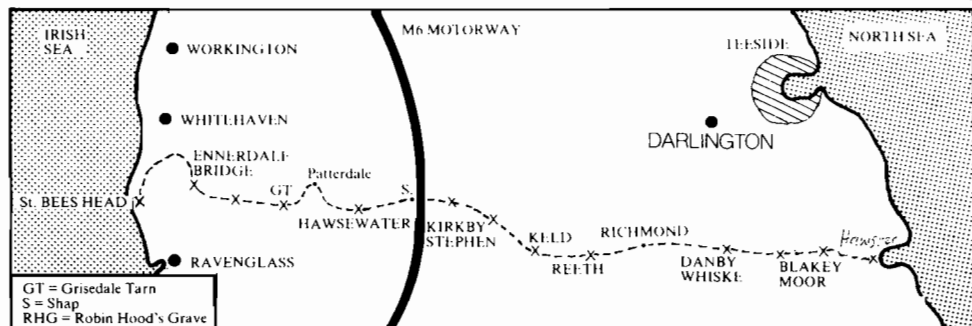 IRISH
SEA
WORKINGTON
M6 MOTORWAY
TEESIDE
NORTH SEA
WHITEHAVEN
DARLINGTON
ENNERDALE
BRIDGE
Patterdale
GT
S.
St. BEES HEAD
HAWSEWATER
KIRKBY
STEPHEN
KELD
REETH
RICHMOND
DANBY
WHISKE
BLAKEY
MOOR
RAVENGLASS
GT = Grisedale Tarn
S = Shap
RHG = Robin Hood's Grave